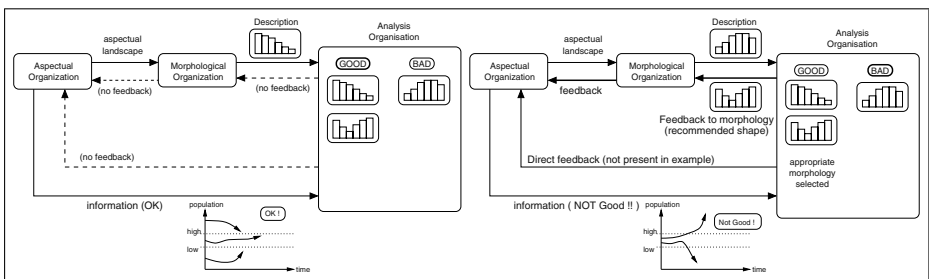 Description
Analysis
Organisation
aspectual
landscape
Aspectual
Organization
Morphological
Organization
GOOD
BAD
(no feedback)
(no feedback)
(no feedback)
information (OK)
population
OK !
high
low
time
Description
Analysis
Organisation
aspectual
landscape
Aspectual
Organization
Morphological
Organization
GOOD
BAD
feedback
Feedback to morphology
(recommended shape)
Direct feedback (not present in example)
appropriate
morphology
selected
information ( NOT Good !! )
population
Not Good !
high
low
time